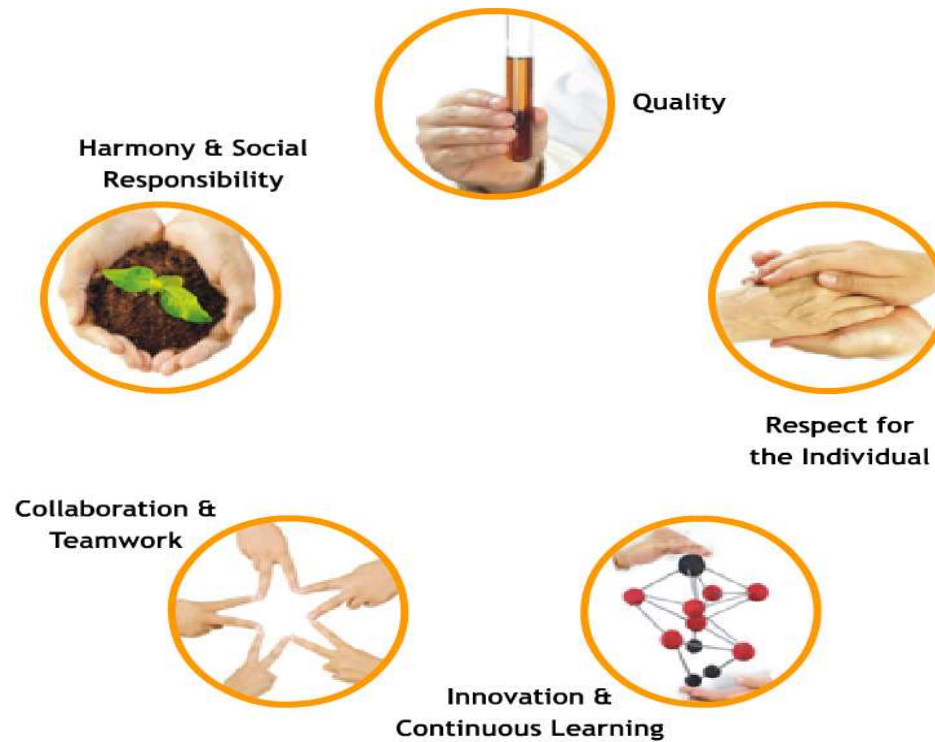 Quality
Harmony & Social
Responsibility
Respect for
the Individual
Collaboration &
Teamwork
Innovation &
Continuous Learning